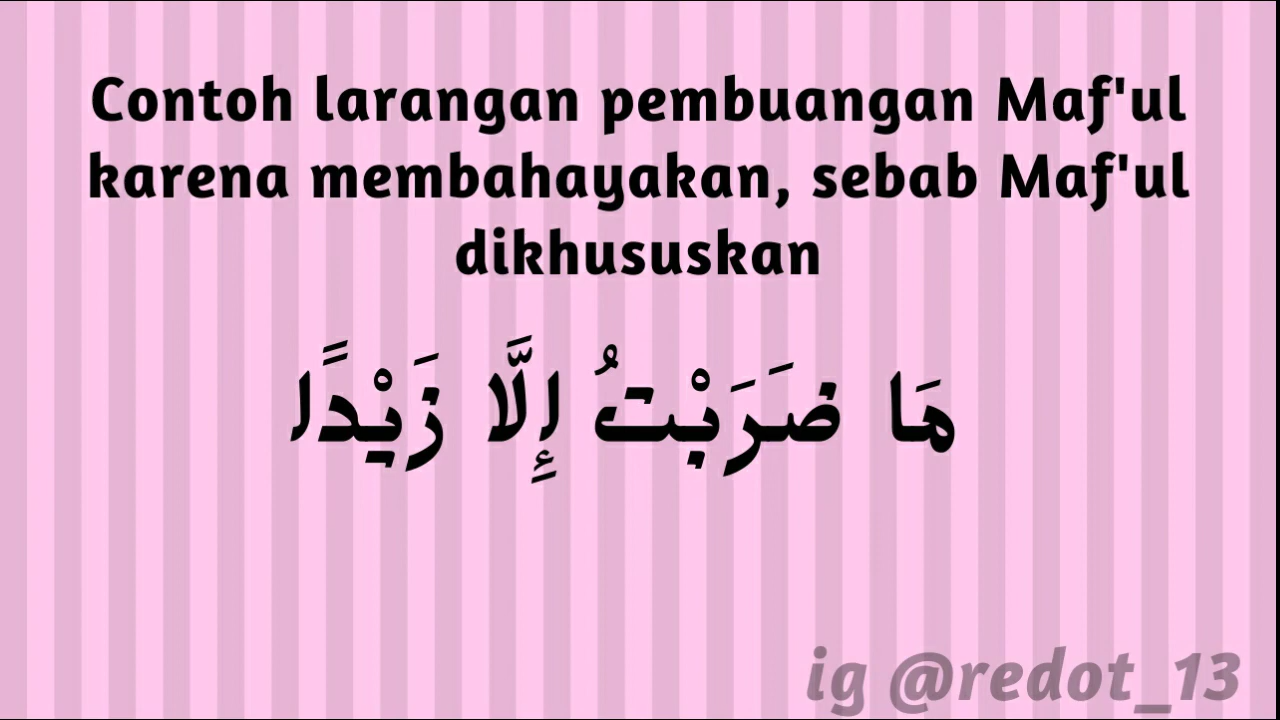 Contoh larangan pembuangan Maf'ul
karena membahayakan, sebab Maf'ul
dikhususkan
مَا ضَرَبْتُ إِلَّا زَيْدًا
ig @redot_13